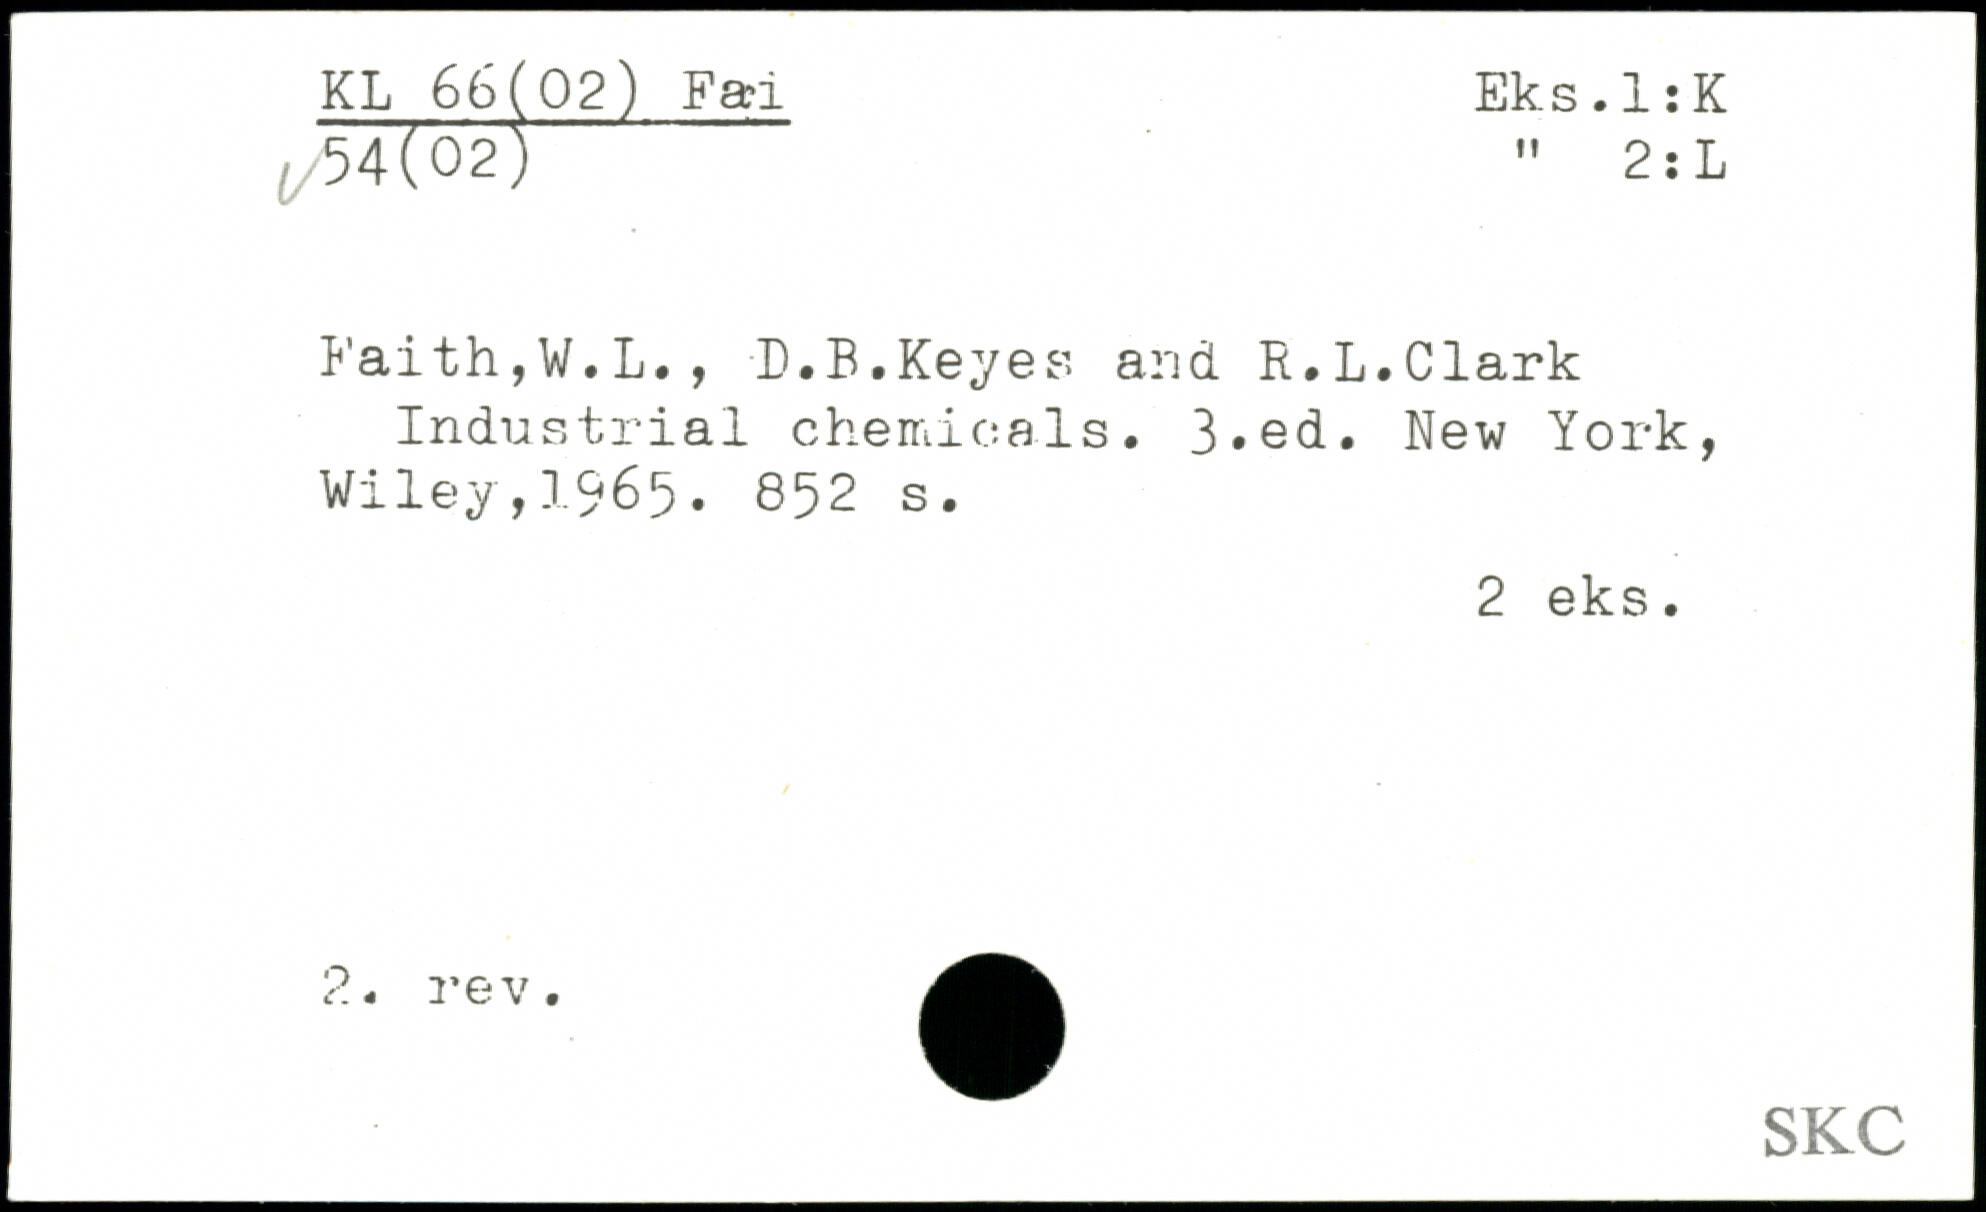 KL 66(02) Fai
Eks.1:K
54(02)
" 2:L
Faith,W.L., D.B.Keyes and R.L.Clark
Industrial chemicals. 3.ed. New York,
Wiley,1965. 852 s.
2 eks.
2. rev.
SKC